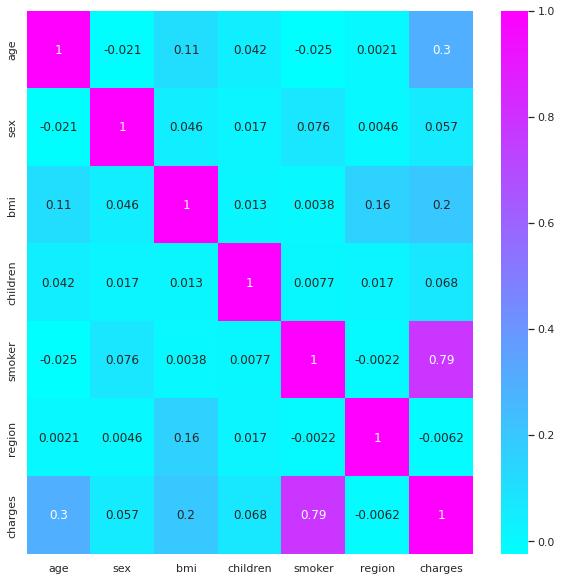 age 1 -0.021 0.11 0.042 -0.025 0.0021 0.3
sex -0.021 1 0.046 0.017 0.076 0.0046 0.057
bmi 0.11 0.046 1 0.013 0.0038 0.16 0.2
children 0.042 0.017 0.013 1 0.0077 0.017 0.068
smoker -0.025 0.076 0.0038 0.0077 1 -0.0022 0.79
region 0.0021 0.0046 0.16 0.017 -0.0022 1 -0.0062
charges 0.3 0.057 0.2 0.068 0.79 -0.0062 1
age sex bmi children smoker region charges
1.0
0.8
0.6
0.4
0.2
0.0